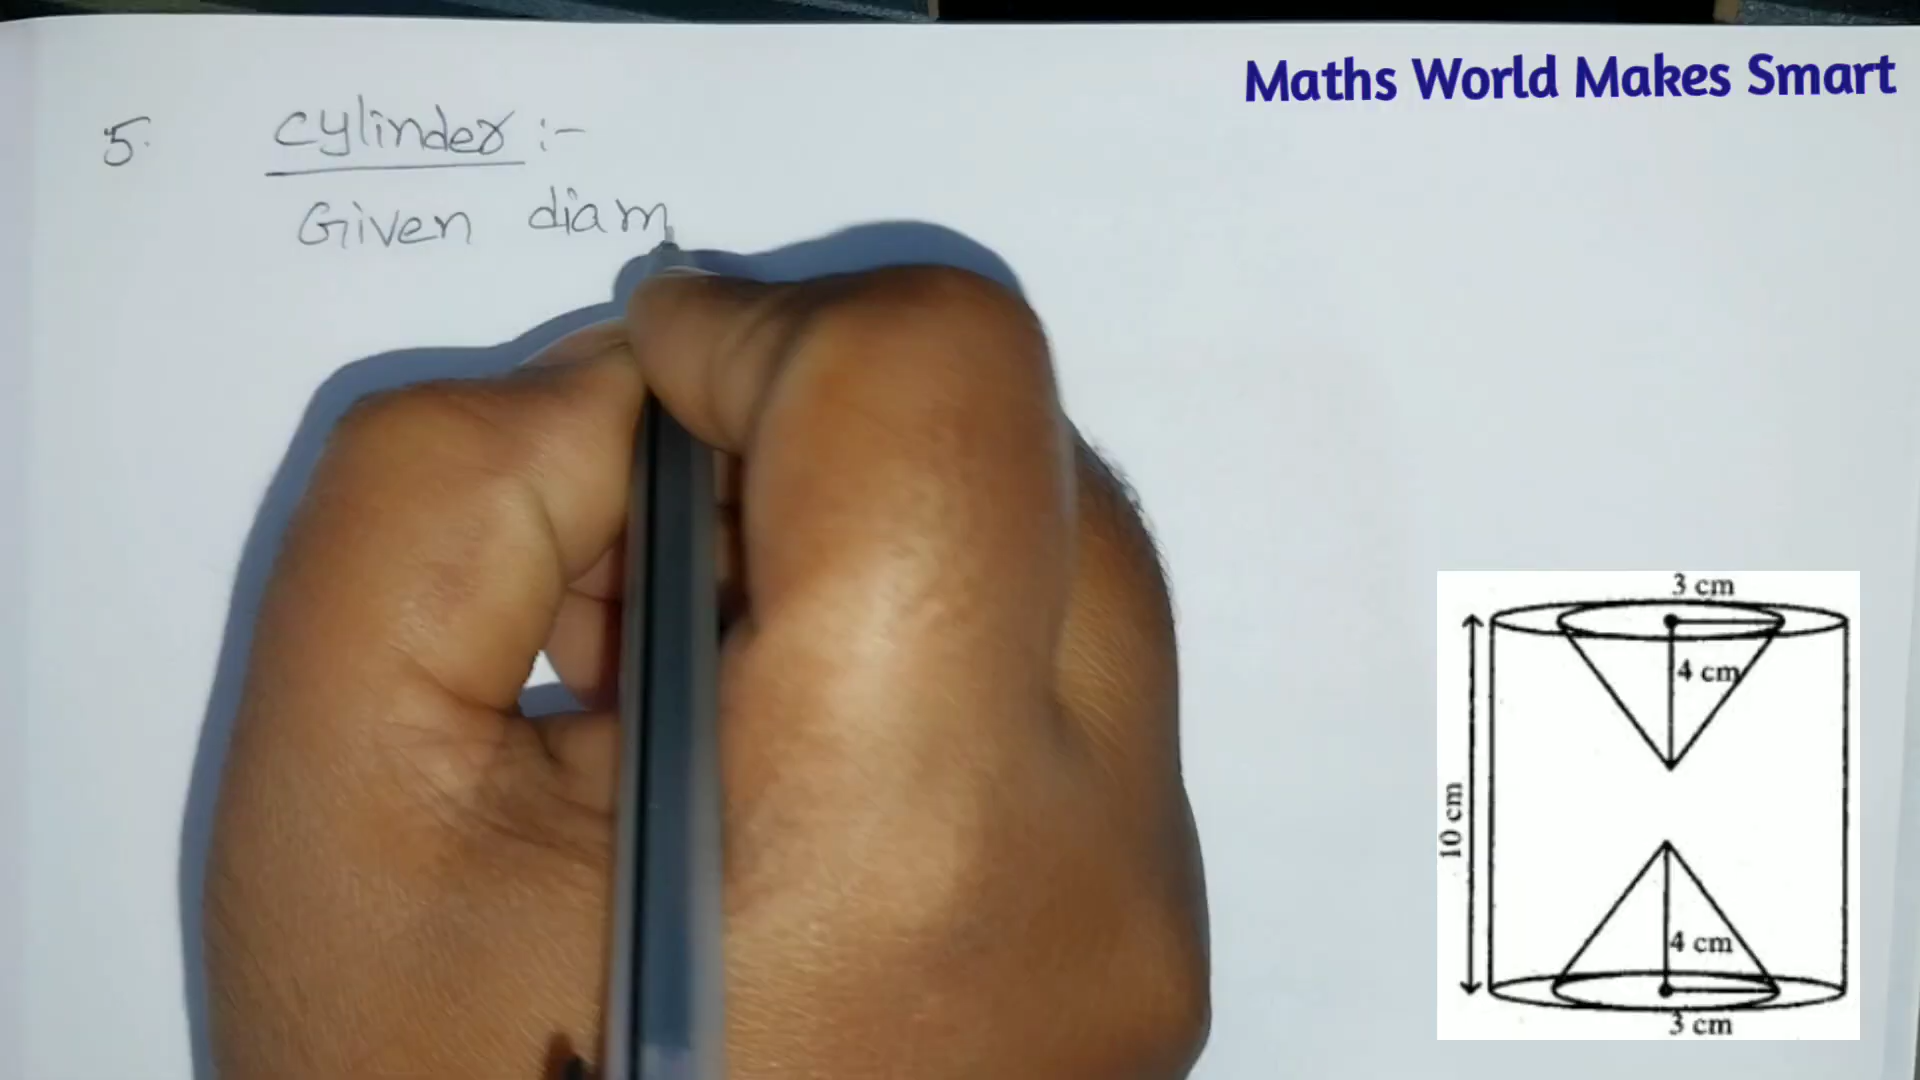 Maths World Makes Smart
5. Cylinder :-
Given diam
3 cm
4 cm
10 cm
4 cm
3 cm